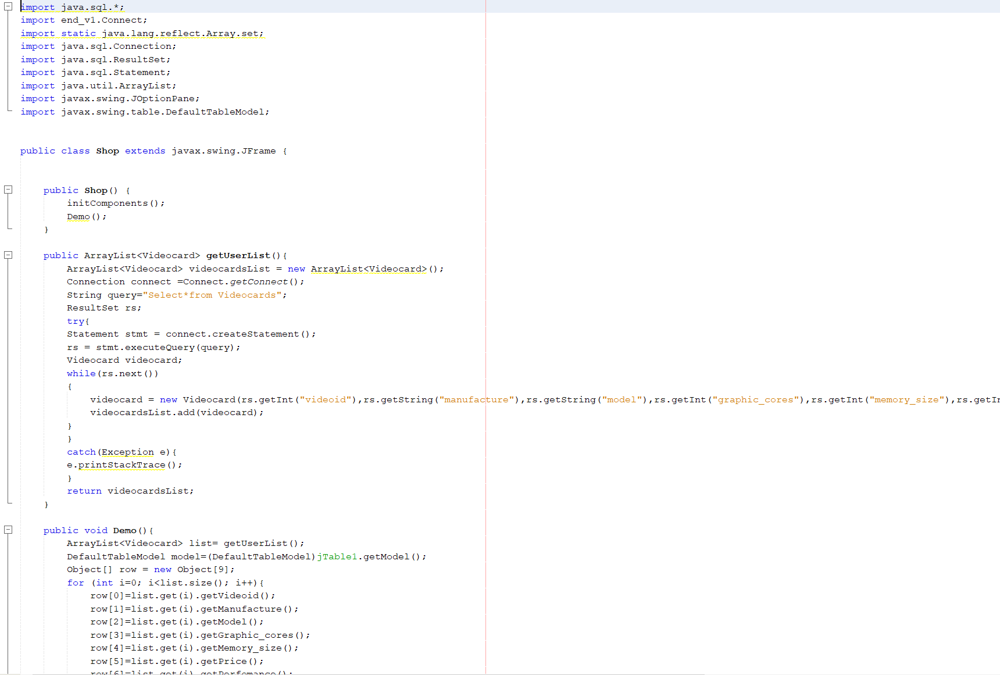 import java.sql.*;
import end_v1.Connect;
import static java.lang.reflect.Array.set;
import java.sql.Connection;
import java.sql.ResultSet;
import java.sql.Statement;
import java.util.ArrayList;
import javax.swing.JOptionPane;
import javax.swing.table.DefaultTableModel;
public class Shop extends javax.swing.JFrame {
public Shop() {
initComponents();
Demo();
}
public ArrayList<Videocard> getUserList(){
ArrayList<Videocard> videocardsList = new ArrayList<Videocard>();
Connection connect =Connect.getConnect();
String query="Select*from Videocards";
ResultSet rs;
try{
Statement stmt = connect.createStatement();
rs = stmt.executeQuery(query);
Videocard videocard;
while(rs.next())
{
videocard = new Videocard(rs.getInt("videoid"),rs.getString("manufacture"),rs.getString("model"),rs.getInt("graphic_cores"),rs.getInt("memory_size"),rs.getIn
videocardsList.add(videocard);
}
}
catch(Exception e){
e.printStackTrace();
}
return videocardsList;
}
public void Demo(){
ArrayList<Videocard> list= getUserList();
DefaultTableModel model=(DefaultTableModel)jTable1.getModel();
Object[] row = new Object[9];
for (int i=0; i<list.size(); i++){
row[0]=list.get(i).getVideoid();
row[1]=list.get(i).getManufacture();
row[2]=list.get(i).getModel();
row[3]=list.get(i).getGraphic_cores();
row[4]=list.get(i).getMemory_size();
row[5]=list.get(i).getPrice();
row[6]=list.get(i).getPerfomance();